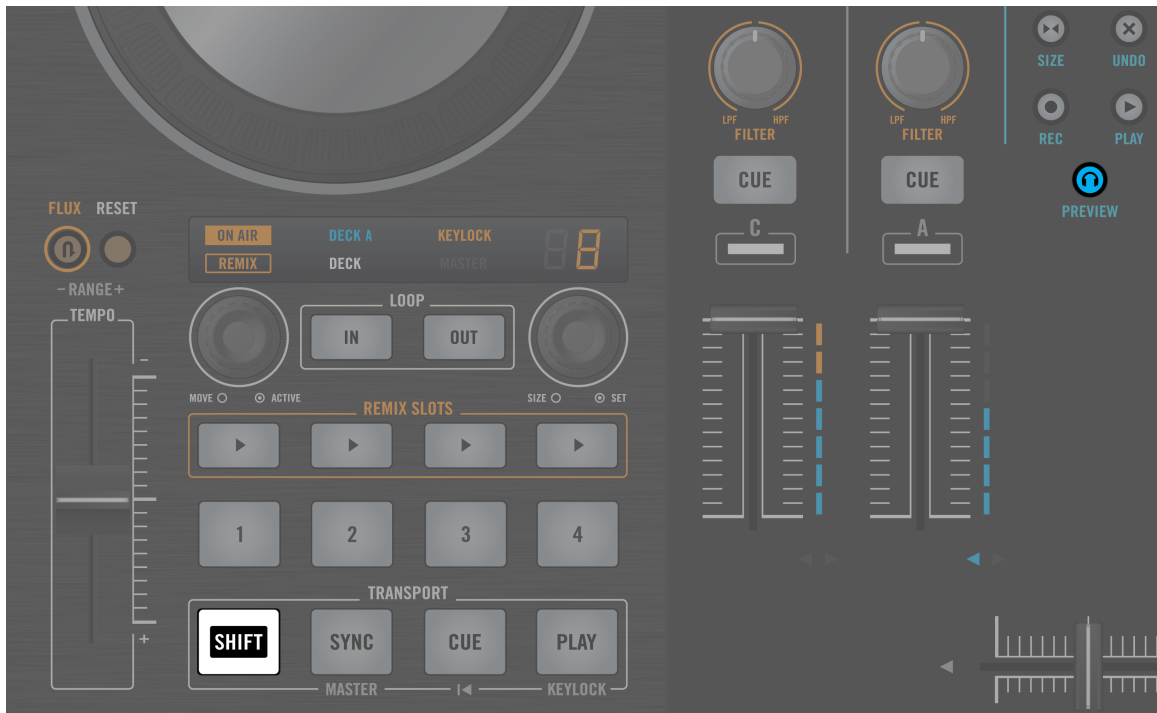 SIZE UNDO
LPF HPF LPF HPF
FILTER FILTER
REC PLAY
CUE CUE
PREVIEW
FLUX RESET
C A
ON AIR DECK A KEYLOCK 8
REMIX DECK MASTER
- RANGE +
TEMPO
LOOP
IN OUT
-
MOVE ACTIVE SIZE SET
REMIX SLOTS
1 2 3 4
TRANSPORT
+
SHIFT SYNC CUE PLAY
MASTER KEYLOCK